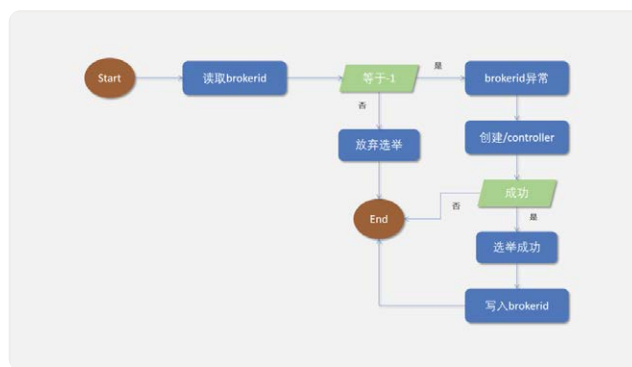 Start
读取brokerid
等于-1
是
brokerid异常
否
放弃选举
创建/controller
成功
否
是
End
选举成功
写入brokerid